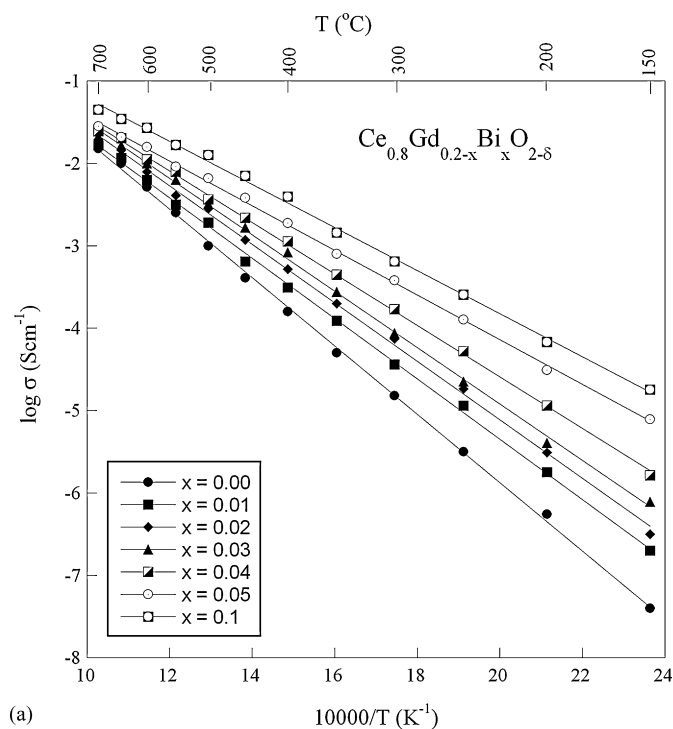 T (°C)
700 600 500 400 300 200 150
Ce0.8Gd0.2-xBixO2-δ
log σ (Scm-1)
-1
-2
-3
-4
-5
-6
-7
-8
x = 0.00
x = 0.01
x = 0.02
x = 0.03
x = 0.04
x = 0.05
x = 0.1
10 12 14 16 18 20 22 24
(a) 10000/T (K-1)